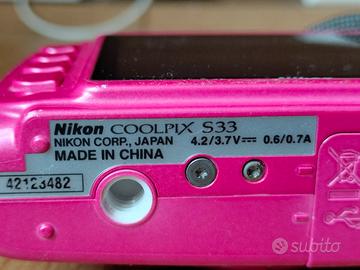 Nikon COOLPIX S33
NIKON CORP., JAPAN 4.2/3.7V⎓ 0.6/0.7A
MADE IN CHINA
42123482
subito